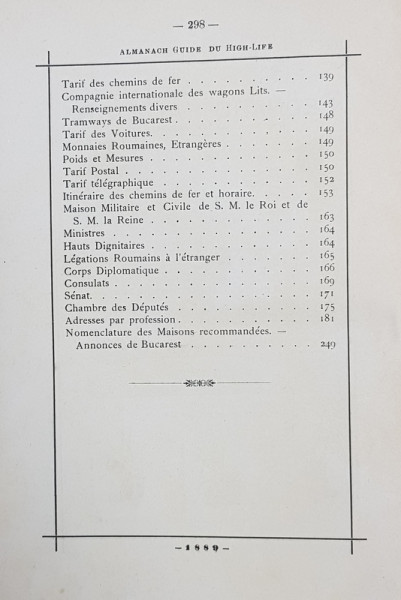 — 298 —
ALMANACH GUIDE DU HIGH-LIFE
Tarif des chemins de fer . . . . . . . . . . 139
Compagnie internationale des wagons Lits. —
Renseignements divers . . . . . . . . . . 143
Tramways de Bucarest . . . . . . . . . . . 148
Tarif des Voitures. . . . . . . . . . . . . 149
Monnaies Roumaines, Etrangères . . . . . . . 149
Poids et Mesures . . . . . . . . . . . . . 150
Tarif Postal . . . . . . . . . . . . . . . 150
Tarif télégraphique . . . . . . . . . . . . 152
Itinéraire des chemins de fer et horaire. . . . . 153
Maison Militaire et Civile de S. M. le Roi et de
S. M. la Reine . . . . . . . . . . . . 163
Ministres . . . . . . . . . . . . . . . . 164
Hauts Dignitaires . . . . . . . . . . . . . 164
Légations Roumains à l'étranger . . . . . . . 165
Corps Diplomatique . . . . . . . . . . . . 166
Consulats . . . . . . . . . . . . . . . . 169
Sénat. . . . . . . . . . . . . . . . . . 171
Chambre des Députés . . . . . . . . . . . 175
Adresses par profession . . . . . . . . . . . 181
Nomenclature des Maisons recommandées. —
Annonces de Bucarest . . . . . . . . . . 249
— 1889 —